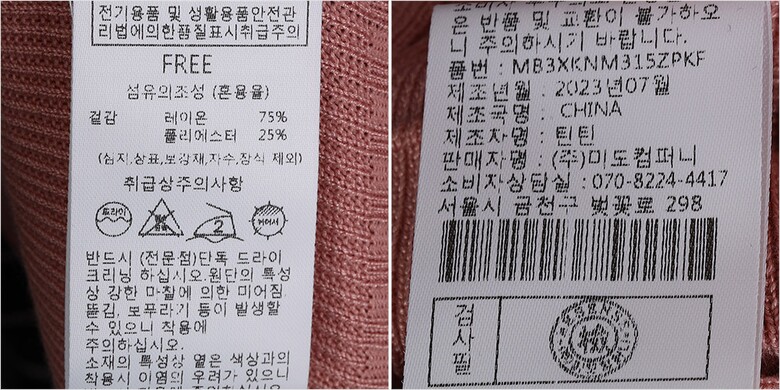 전기용품 및 생활용품안전관
리법에의한품질표시취급주의
FREE
섬유의조성 (혼용율)
겉감 레이온 75%
폴리에스터 25%
(심지,상표,보강재,자수,장식 제외)
취급상주의사항
드라이
2
반드시 (전문점)단독 드라이
크리닝 하십시오.원단의 특성
상 강한 마찰에 의한 미어짐
뜯김, 보푸라기 등이 발생할
수 있으니 착용에
주의하십시오.
소재의 특성상 옅은 색상과의
착용시 이염의 우려가 있으니
은 반품 및 교환이 불가하오
니 주의하시기 바랍니다.
품번 : MB3XKNM315ZPKF
제조년월 : 2023년07월
제조국명 : CHINA
제조자명 : 틴틴
판매자명 : (주)미도컴퍼니
소비자상담실 : 070-8224-4417
서울시 금천구 벚꽃로 298
검사필